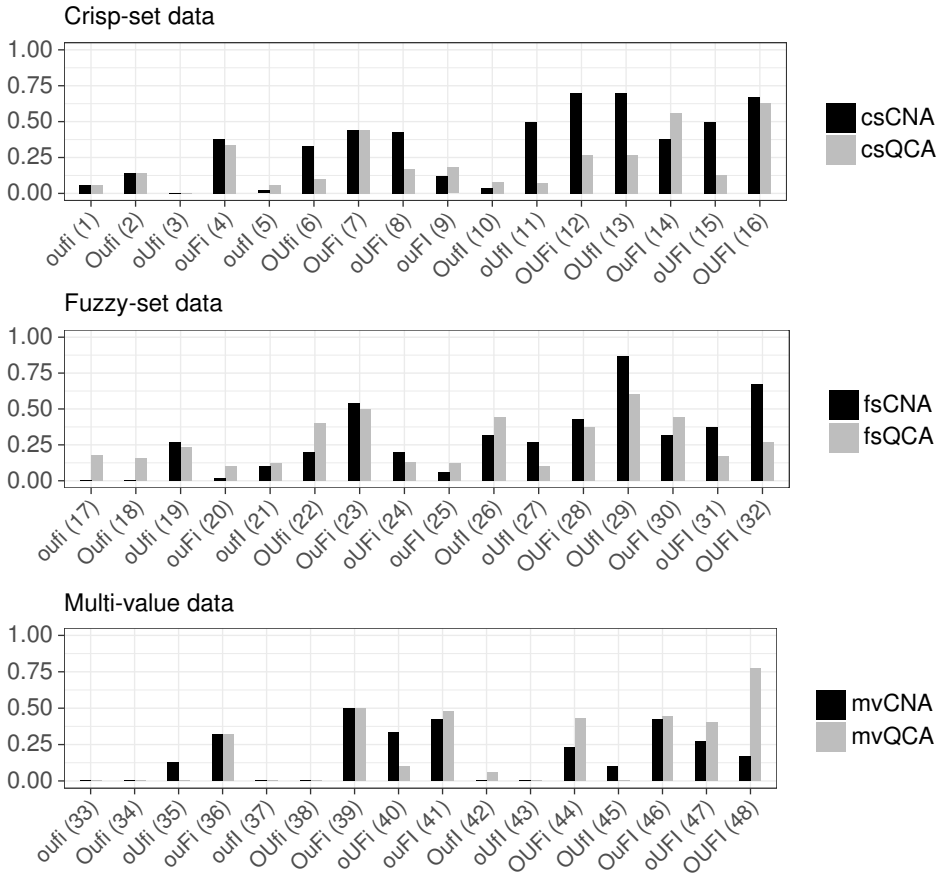 Crisp-set data
1.00
0.75
0.50
0.25
0.00
oufi (1)
Oufi (2)
oUfi (3)
ouFi (4)
oufI (5)
OUfi (6)
OuFi (7)
oUFi (8)
ouFI (9)
OufI (10)
oUfI (11)
OUFi (12)
OUfI (13)
OuFI (14)
oUFI (15)
OUFI (16)
csCNA
csQCA
Fuzzy-set data
1.00
0.75
0.50
0.25
0.00
oufi (17)
Oufi (18)
oUfi (19)
ouFi (20)
oufI (21)
OUfi (22)
OuFi (23)
oUFi (24)
ouFI (25)
OufI (26)
oUfI (27)
OUFi (28)
OUfI (29)
OuFI (30)
oUFI (31)
OUFI (32)
fsCNA
fsQCA
Multi-value data
1.00
0.75
0.50
0.25
0.00
oufi (33)
Oufi (34)
oUfi (35)
ouFi (36)
oufI (37)
OUfi (38)
OuFi (39)
oUFi (40)
ouFI (41)
OufI (42)
oUfI (43)
OUFi (44)
OUfI (45)
OuFI (46)
oUFI (47)
OUFI (48)
mvCNA
mvQCA